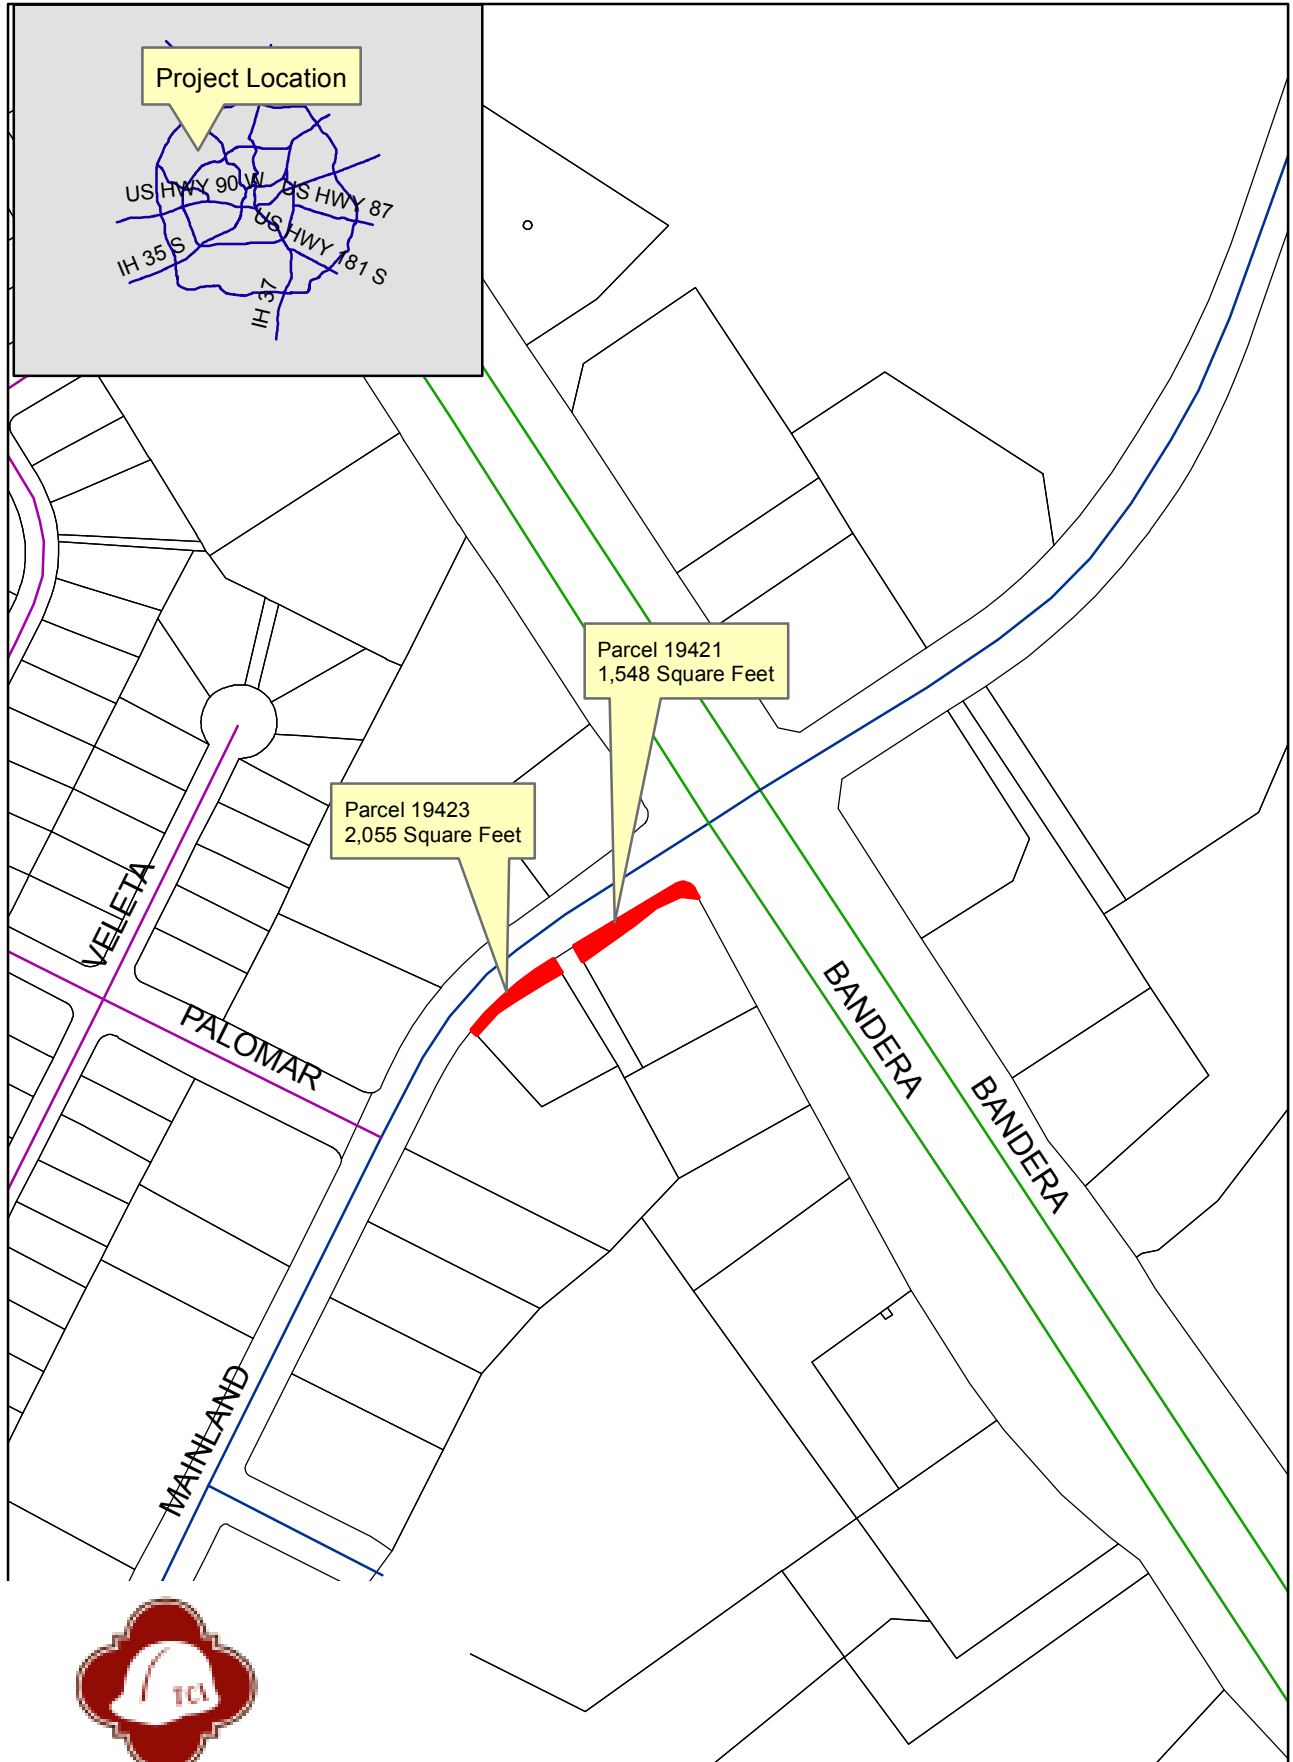 Project Location
US HWY 90 W
US HWY 87
US HWY 181 S
IH 35 S
IH 37
Parcel 19421
1,548 Square Feet
Parcel 19423
2,055 Square Feet
VELETA
PALOMAR
BANDERA
BANDERA
MAINLAND
TCI